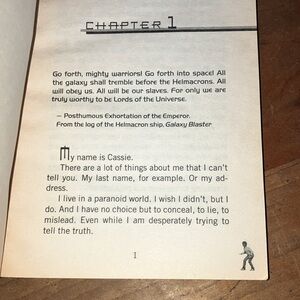 CHAPTER 1
Go forth, mighty warriors! Go forth into space! All
the galaxy shall tremble before the Helmacrons. All
will obey us. All will be our slaves. For only we are
truly worthy to be Lords of the Universe.
— Posthumous Exhortation of the Emperor.
From the log of the Helmacron ship, Galaxy Blaster
My name is Cassie.
There are a lot of things about me that I can't
tell you. My last name, for example. Or my ad-
dress.
I live in a paranoid world. I wish I didn't, but I
do. And I have no choice but to conceal, to lie, to
mislead. Even while I am desperately trying to
tell the truth.
1